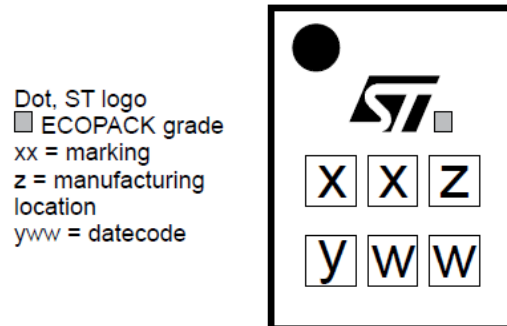 Dot, ST logo
ECOPACK grade
xx = marking
z = manufacturing
location
yww = datecode
ST
x x z
y w w